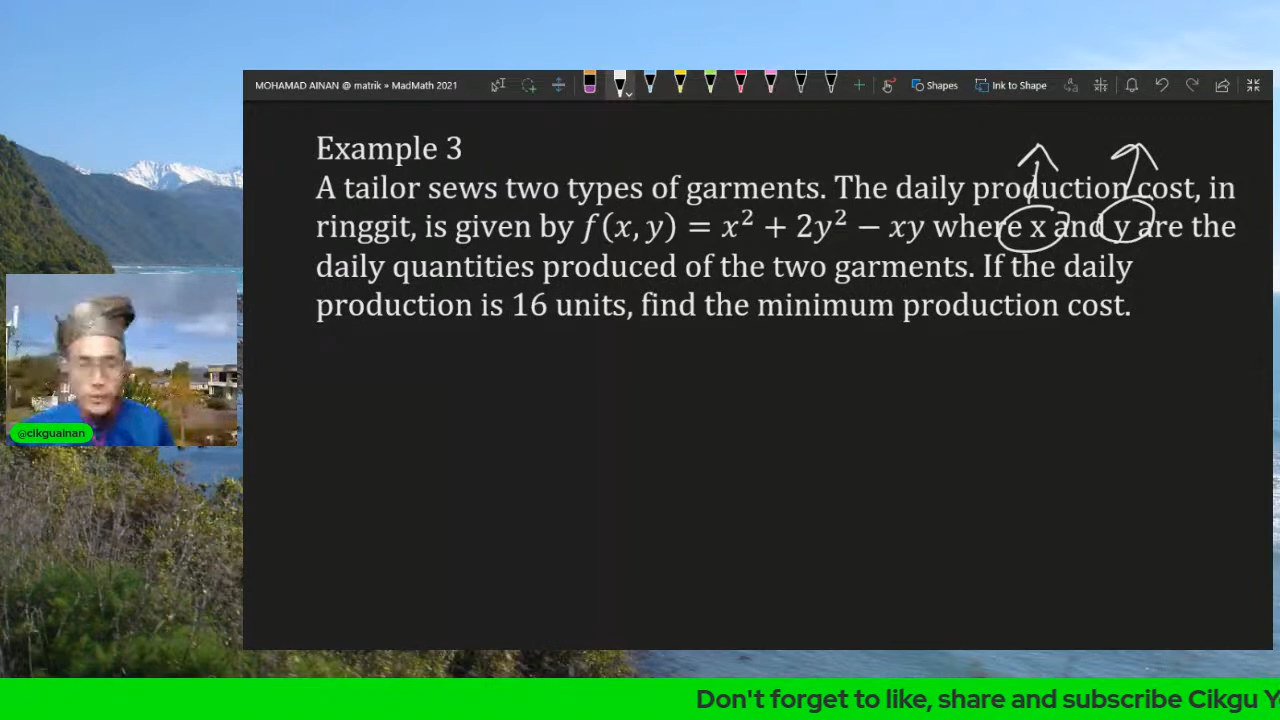 MOHAMAD AINAN @ matrik » MadMath 2021
Shapes
Ink to Shape
Example 3
A tailor sews two types of garments. The daily production cost, in
ringgit, is given by f(x, y) = x² + 2y² − xy where x and y are the
daily quantities produced of the two garments. If the daily
production is 16 units, find the minimum production cost.
@cikguainan
Don't forget to like, share and subscribe Cikgu Y